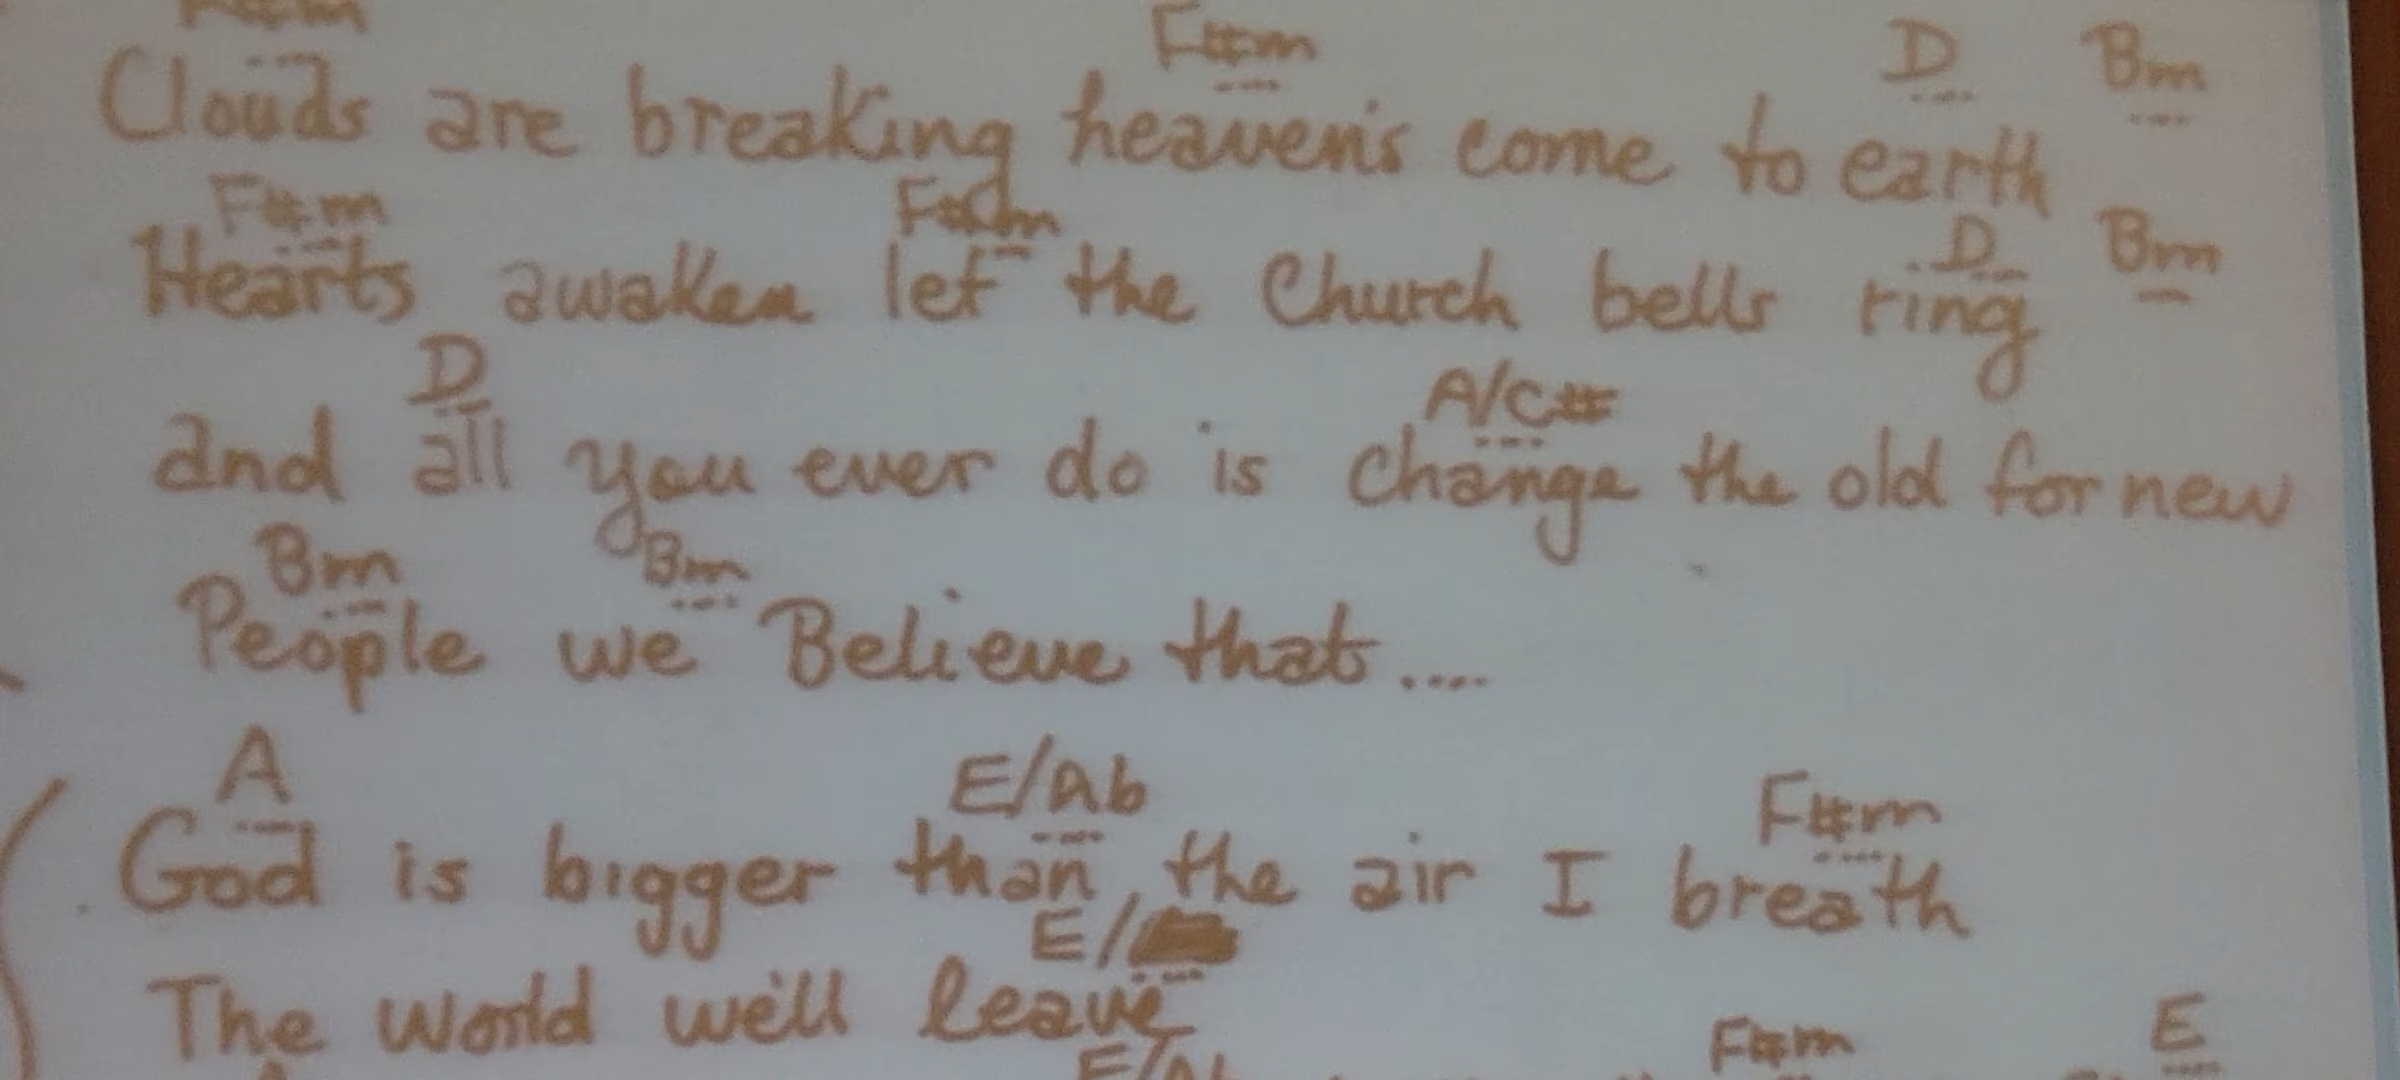 F#m D Bm
Clouds are breaking heaven's come to earth
F#m F#m D Bm
Hearts awaken let the Church bells ring
D A/C#
and all you ever do is change the old for new
Bm Bm
People we Believe that....
A E/Ab F#m
God is bigger than, the air I breath
E/
The World we'll leave
E/Ab F#m E